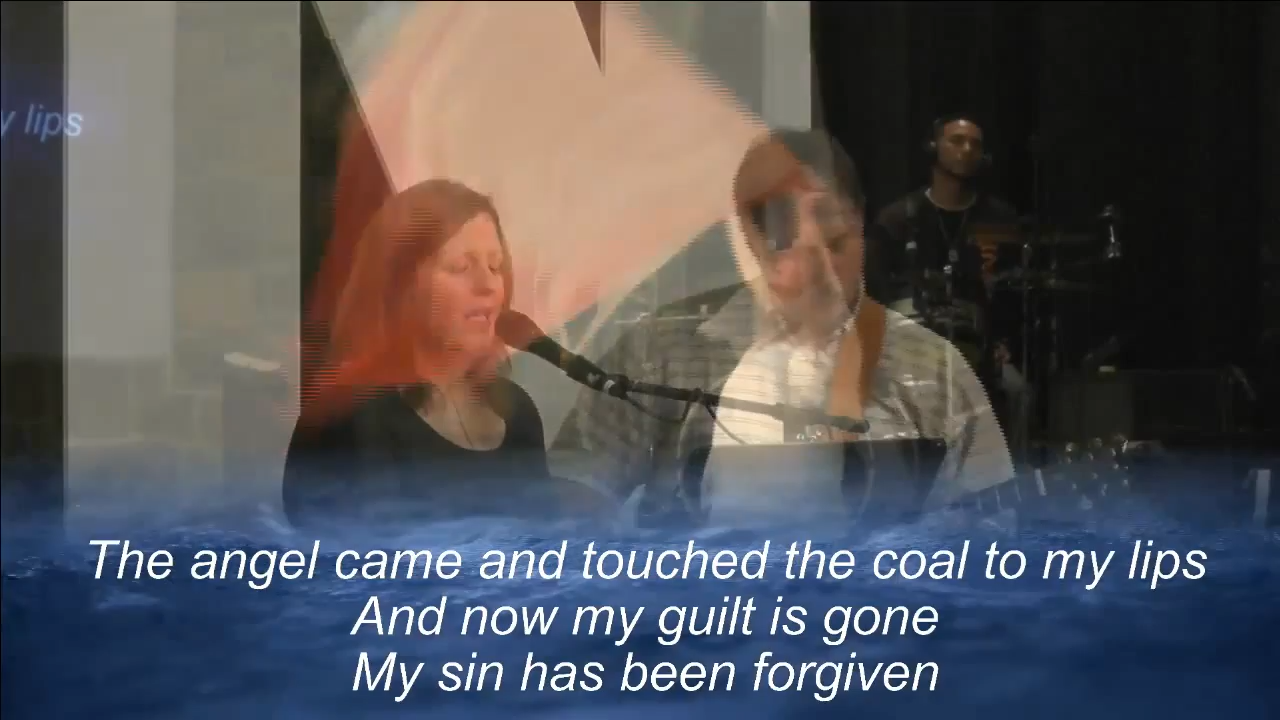 y lips
The angel came and touched the coal to my lips
And now my guilt is gone
My sin has been forgiven